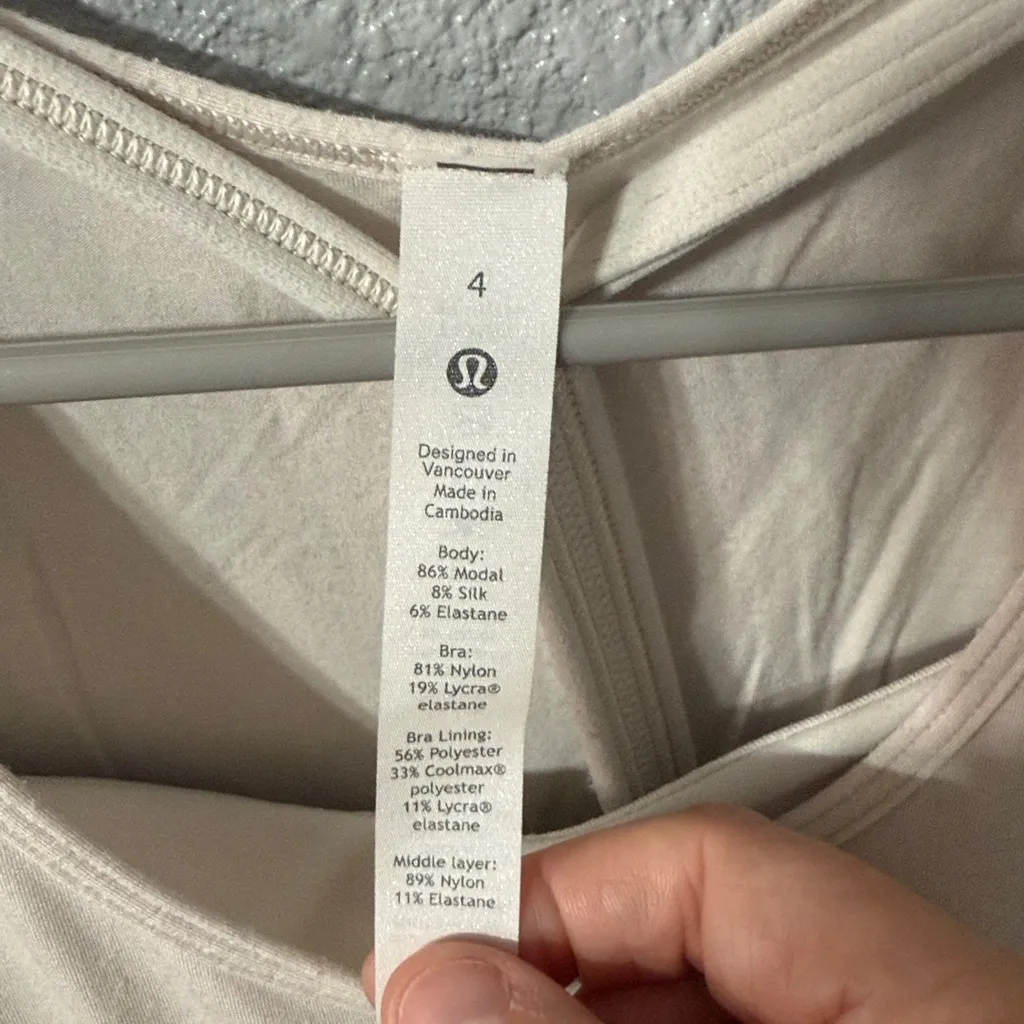 4
Designed in
Vancouver
Made in
Cambodia
Body:
86% Modal
8% Silk
6% Elastane
Bra:
81% Nylon
19% Lycra®
elastane
Bra Lining:
56% Polyester
33% Coolmax®
polyester
11% Lycra®
elastane
Middle layer:
89% Nylon
11% Elastane